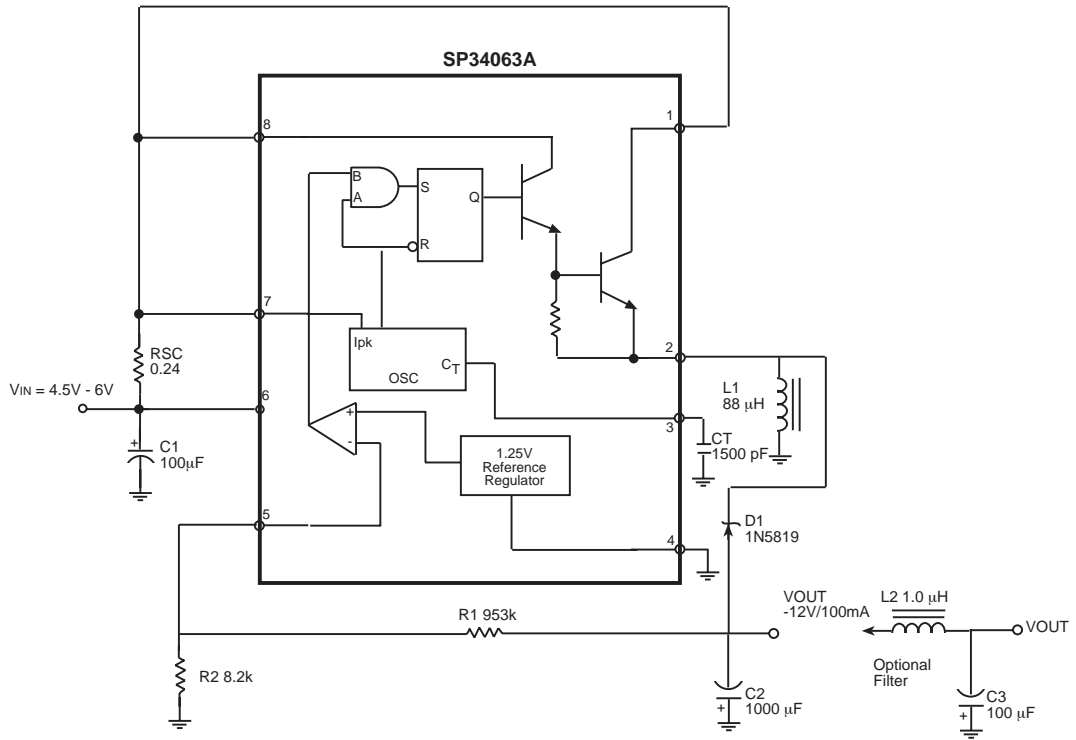 SP34063A
8
1
B
A
S
Q
R
7
Ipk
CT
OSC
2
RSC
0.24
VIN = 4.5V - 6V
6
L1
88 μH
3
+
C1
100μF
+
-
1.25V
Reference
Regulator
CT
1500 pF
5
4
D1
1N5819
R1 953k
VOUT
-12V/100mA
L2 1.0 μH
VOUT
Optional
Filter
R2 8.2k
C2
1000 μF
+
C3
100 μF
+